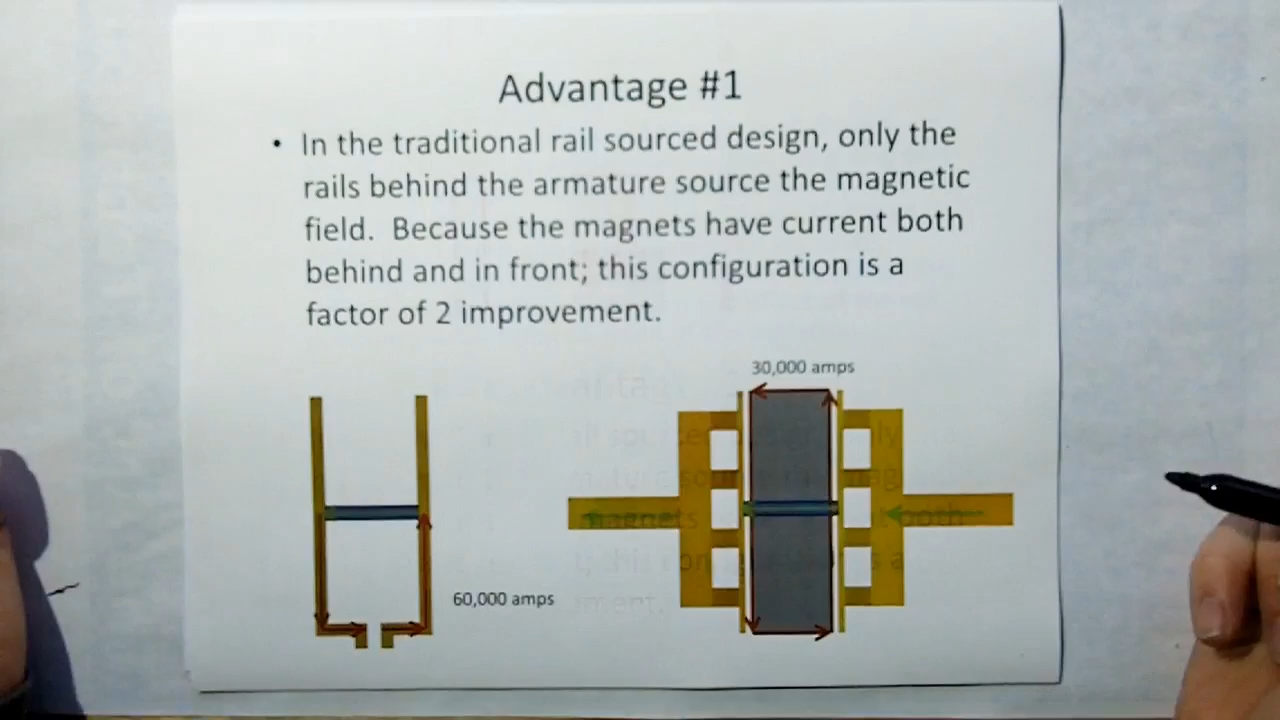 Advantage #1
• In the traditional rail sourced design, only the
rails behind the armature source the magnetic
field.  Because the magnets have current both
behind and in front; this configuration is a
factor of 2 improvement.
30,000 amps
60,000 amps